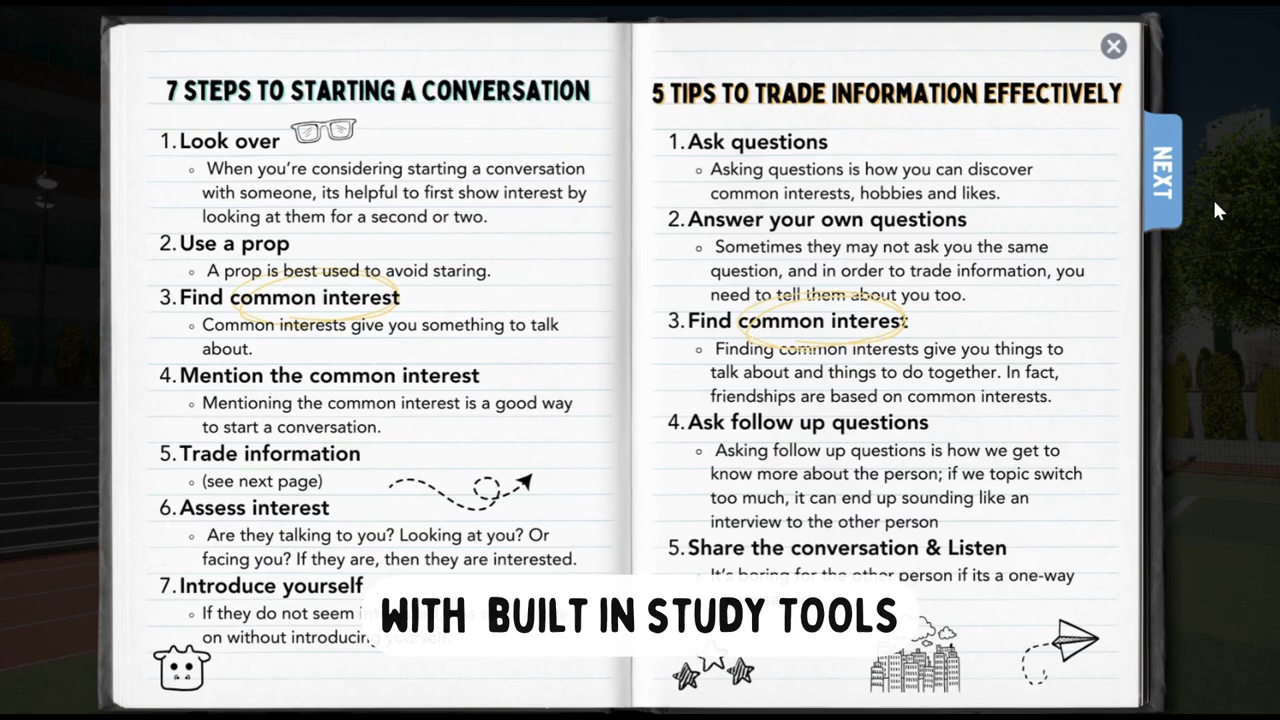 7 STEPS TO STARTING A CONVERSATION
1. Look over
When you're considering starting a conversation
with someone, its helpful to first show interest by
looking at them for a second or two.
2. Use a prop
A prop is best used to avoid staring.
3. Find common interest
Common interests give you something to talk
about.
4. Mention the common interest
Mentioning the common interest is a good way
to start a conversation.
5. Trade information
(see next page)
6. Assess interest
Are they talking to you? Looking at you? Or
facing you? If they are, then they are interested.
7. Introduce yourself
If they do not seem
on without introducing yourself
5 TIPS TO TRADE INFORMATION EFFECTIVELY
1. Ask questions
Asking questions is how you can discover
common interests, hobbies and likes.
2. Answer your own questions
Sometimes they may not ask you the same
question, and in order to trade information, you
need to tell them about you too.
3. Find common interest
Finding common interests give you things to
talk about and things to do together. In fact,
friendships are based on common interests.
4. Ask follow up questions
Asking follow up questions is how we get to
know more about the person; if we topic switch
too much, it can end up sounding like an
interview to the other person
5. Share the conversation & Listen
It's boring for the other person if its a one-way
NEXT
WITH BUILT IN STUDY TOOLS